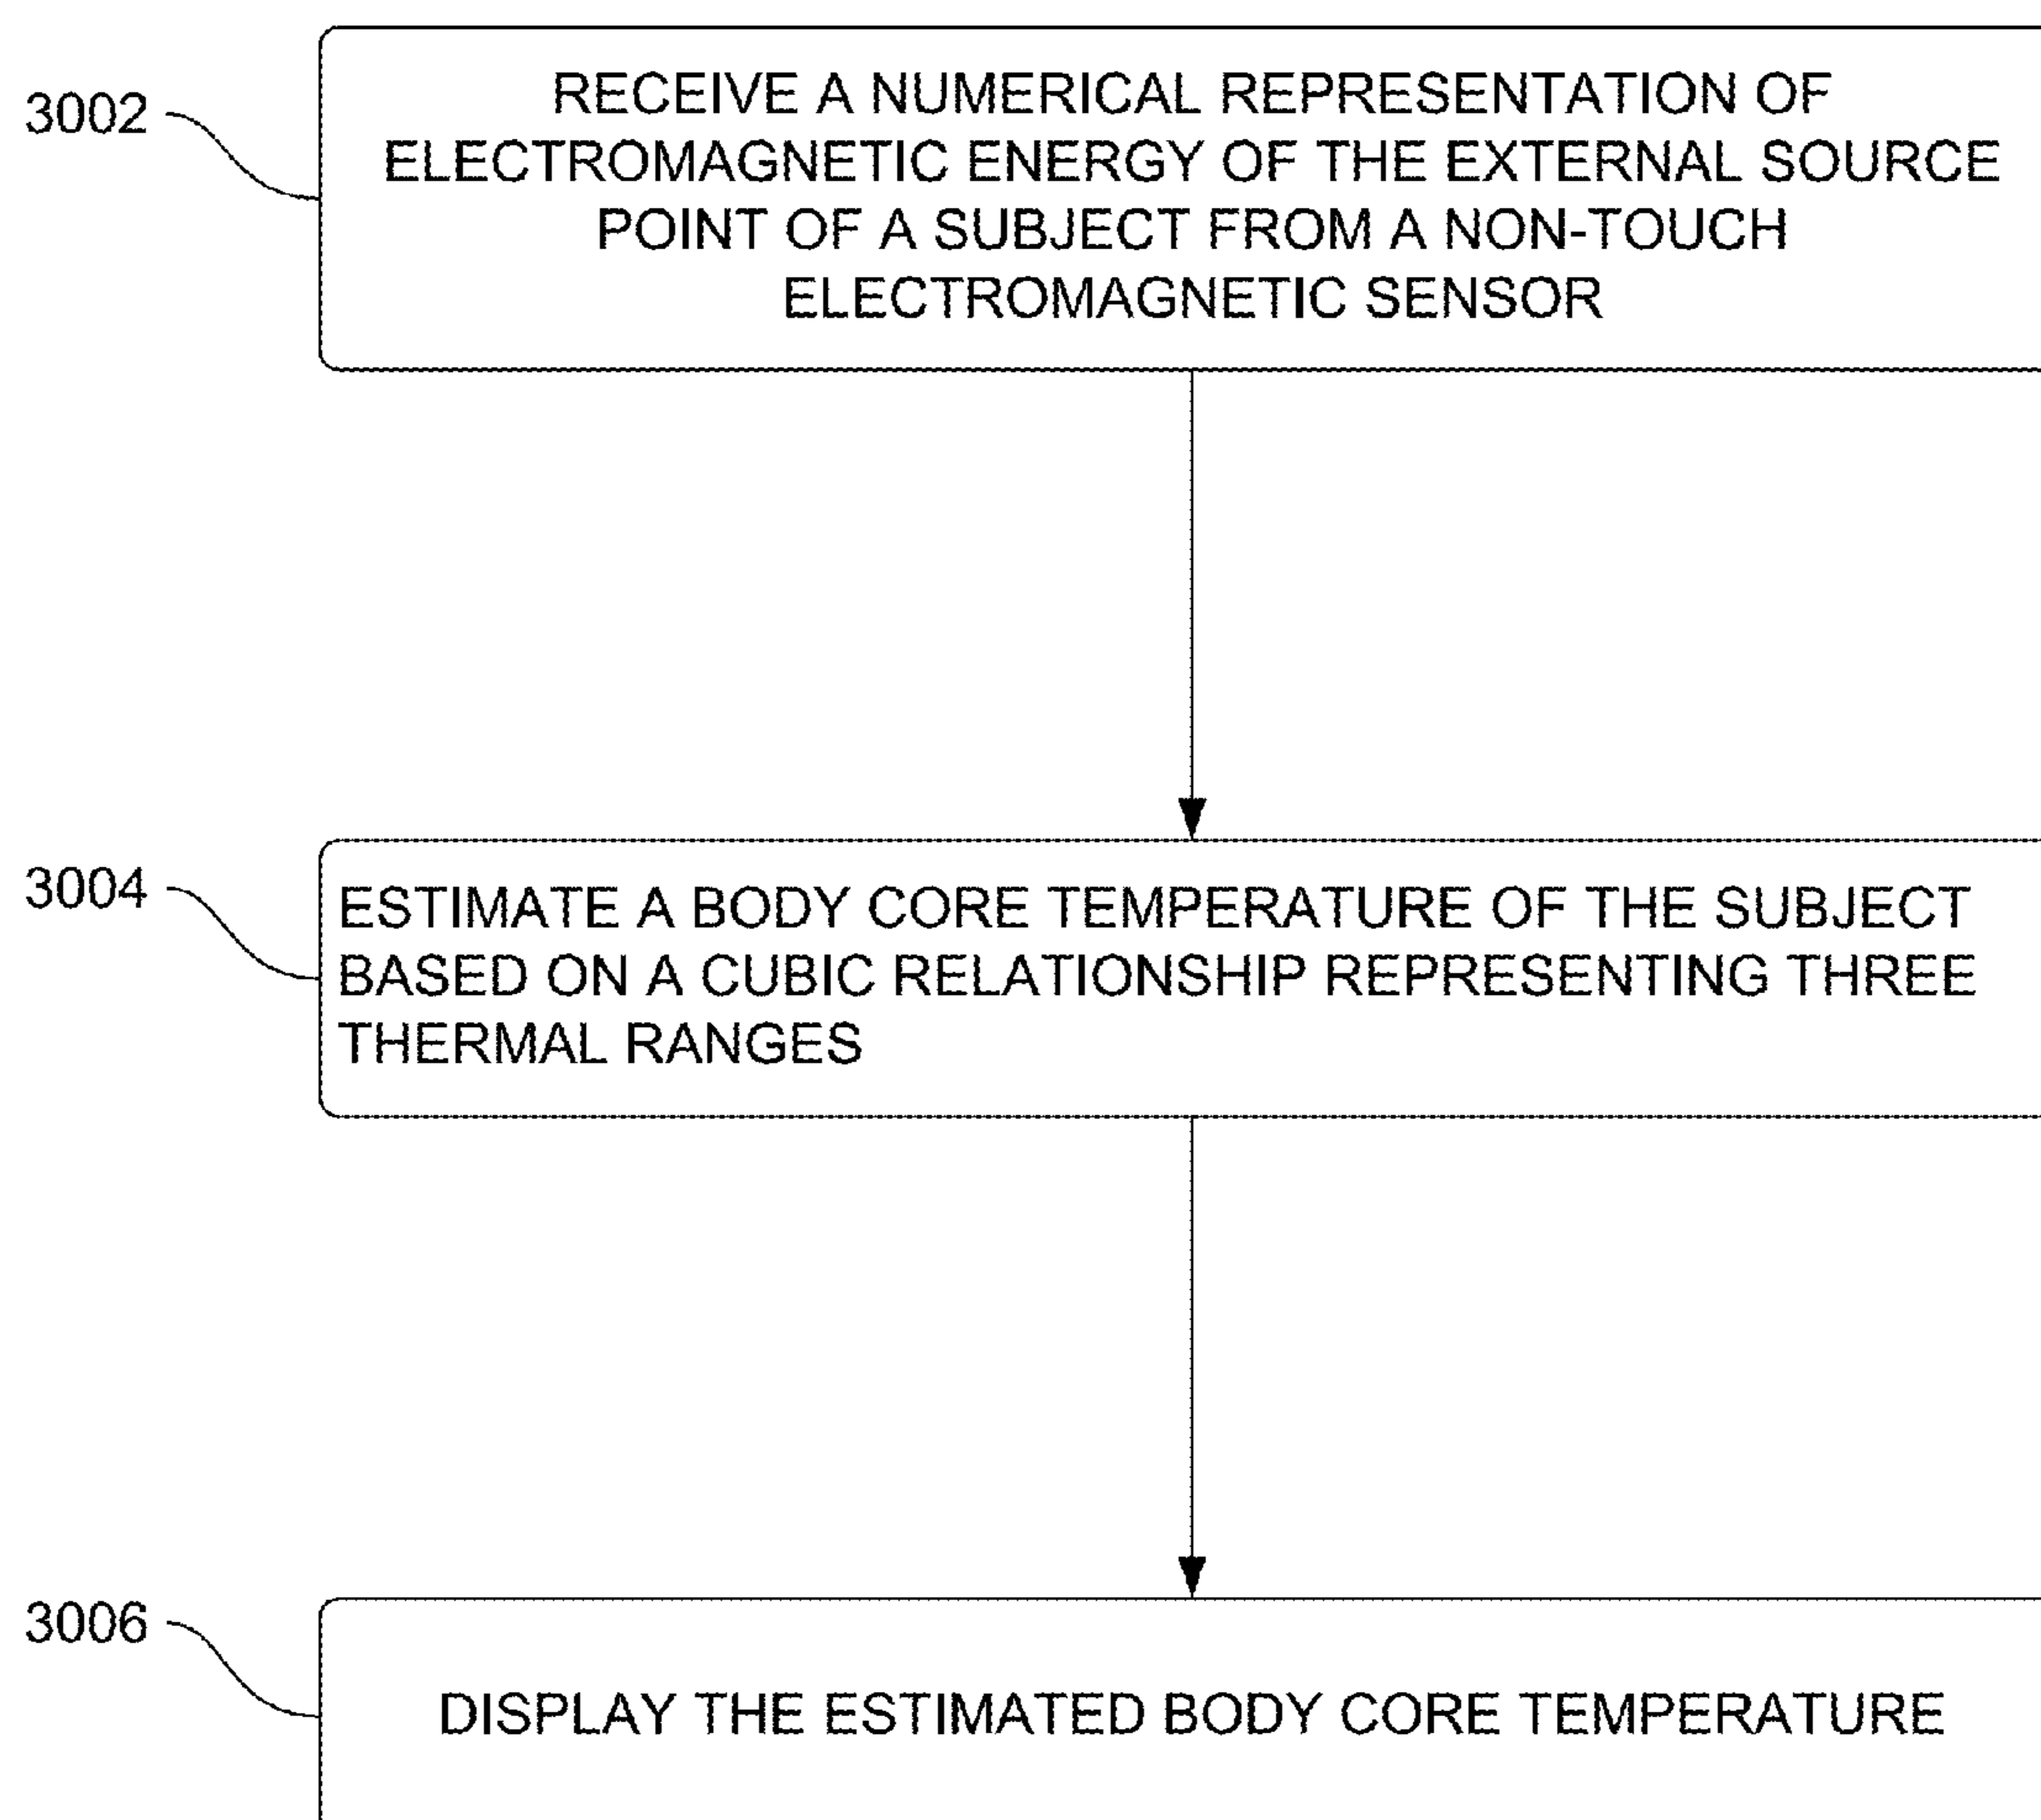 3002
RECEIVE A NUMERICAL REPRESENTATION OF
ELECTROMAGNETIC ENERGY OF THE EXTERNAL SOURCE
POINT OF A SUBJECT FROM A NON-TOUCH
ELECTROMAGNETIC SENSOR
3004
ESTIMATE A BODY CORE TEMPERATURE OF THE SUBJECT
BASED ON A CUBIC RELATIONSHIP REPRESENTING THREE
THERMAL RANGES
3006
DISPLAY THE ESTIMATED BODY CORE TEMPERATURE